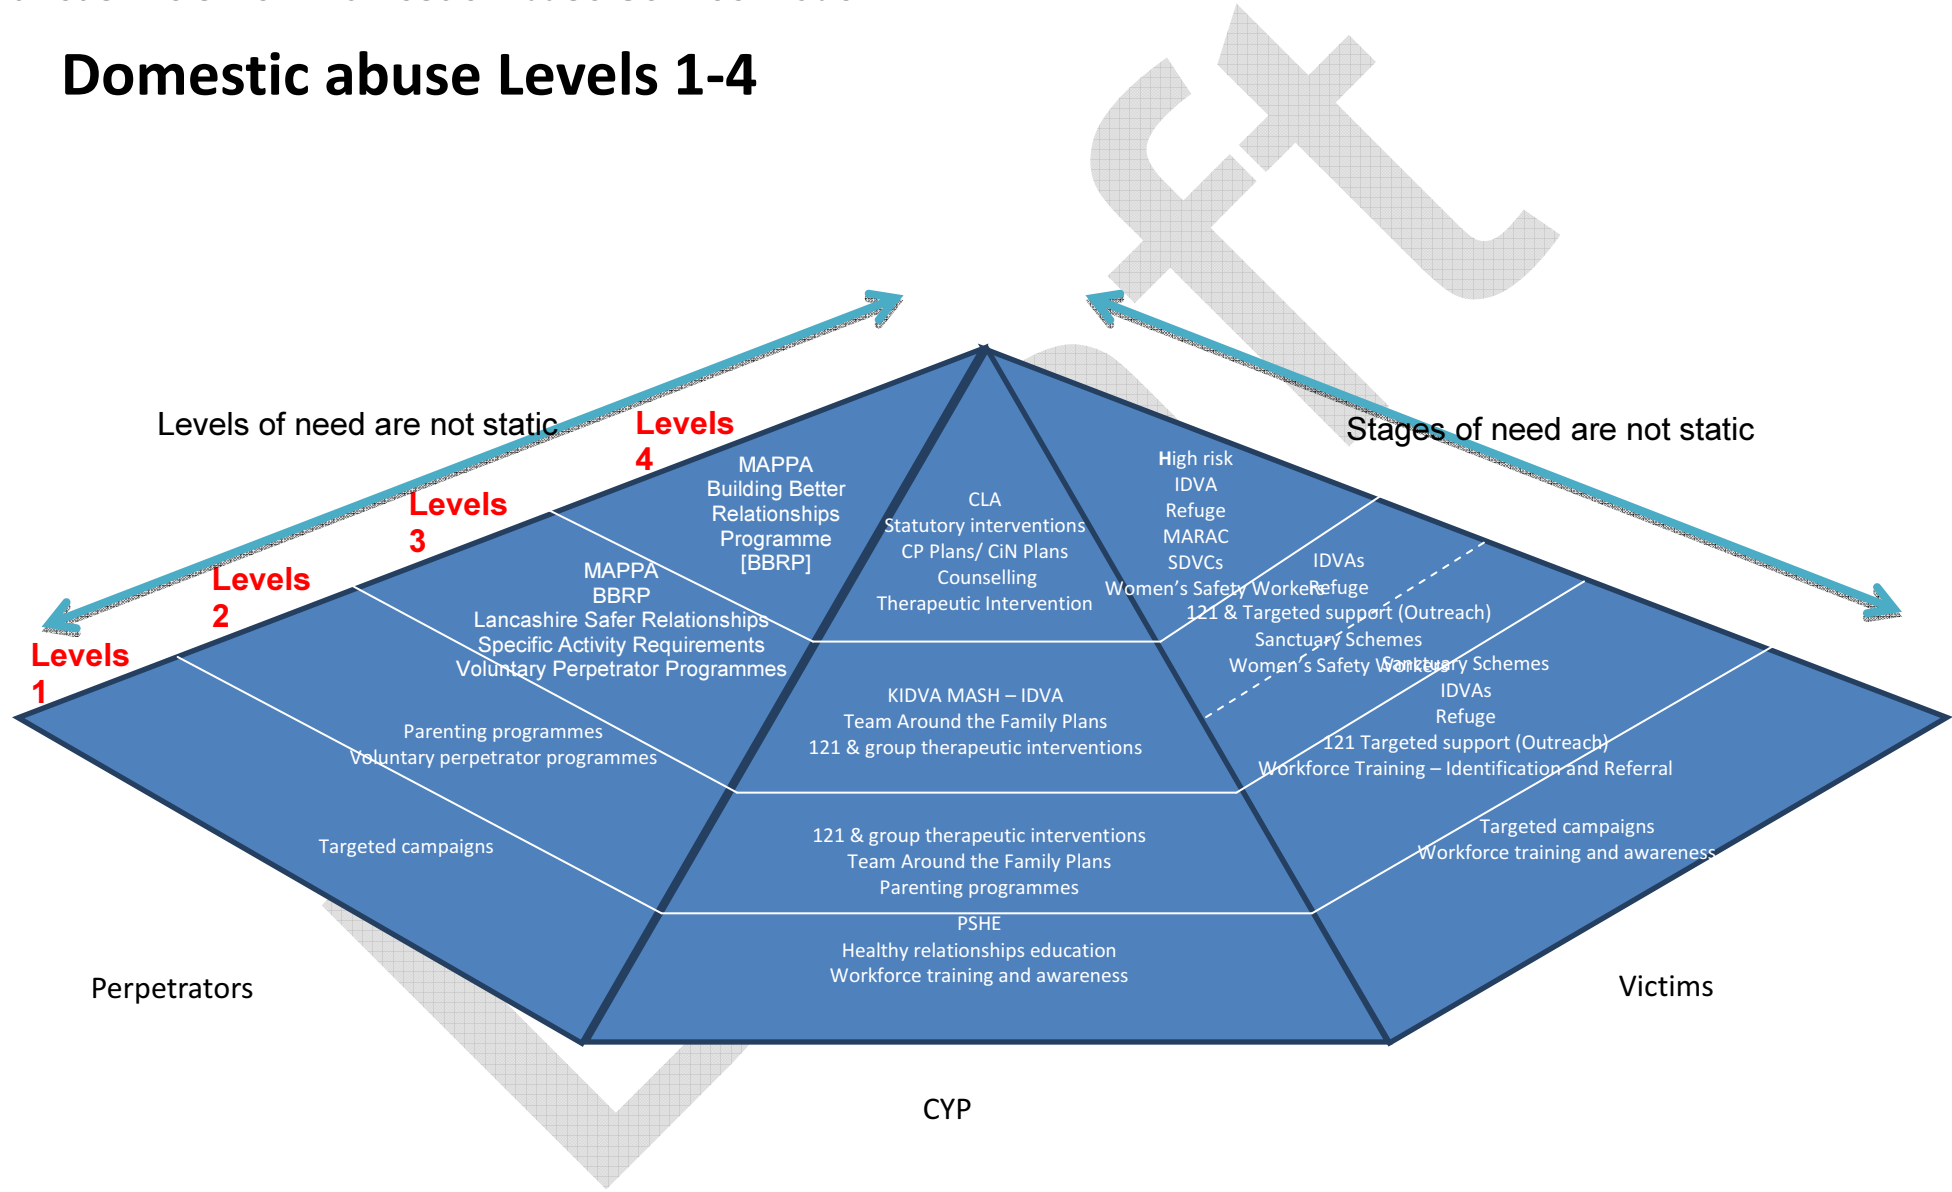 Domestic abuse Levels 1-4
Levels of need are not static
Stages of need are not static
Levels
4
Levels
3
Levels
2
Levels
1
MAPPA
Building Better
Relationships
Programme
[BBRP]
MAPPA
BBRP
Lancashire Safer Relationships
Specific Activity Requirements
Voluntary Perpetrator Programmes
Parenting programmes
Voluntary perpetrator programmes
Targeted campaigns
CLA
Statutory interventions
CP Plans/ CiN Plans
Counselling
Therapeutic Intervention
KIDVA MASH – IDVA
Team Around the Family Plans
121 & group therapeutic interventions
121 & group therapeutic interventions
Team Around the Family Plans
Parenting programmes
PSHE
Healthy relationships education
Workforce training and awareness
High risk
IDVA
Refuge
MARAC
SDVCs
Women's Safety Workers
IDVAs
Refuge
121 & Targeted support (Outreach)
Sanctuary Schemes
Women's Safety Workers
Sanctuary Schemes
IDVAs
Refuge
121 Targeted support (Outreach)
Workforce Training – Identification and Referral
Targeted campaigns
Workforce training and awareness
Perpetrators
Victims
CYP